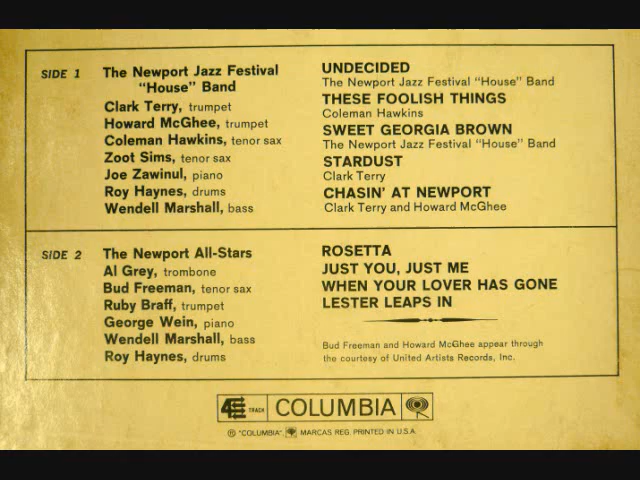 SIDE 1
The Newport Jazz Festival
"House" Band
Clark Terry, trumpet
Howard McGhee, trumpet
Coleman Hawkins, tenor sax
Zoot Sims, tenor sax
Joe Zawinul, piano
Roy Haynes, drums
Wendell Marshall, bass
UNDECIDED
The Newport Jazz Festival "House" Band
THESE FOOLISH THINGS
Coleman Hawkins
SWEET GEORGIA BROWN
The Newport Jazz Festival "House" Band
STARDUST
Clark Terry
CHASIN' AT NEWPORT
Clark Terry and Howard McGhee
SIDE 2
The Newport All-Stars
Al Grey, trombone
Bud Freeman, tenor sax
Ruby Braff, trumpet
George Wein, piano
Wendell Marshall, bass
Roy Haynes, drums
ROSETTA
JUST YOU, JUST ME
WHEN YOUR LOVER HAS GONE
LESTER LEAPS IN
Bud Freeman and Howard McGhee appear through
the courtesy of United Artists Records, Inc.
4 TRACK COLUMBIA
® "COLUMBIA", MARCAS REG. PRINTED IN U.S.A.